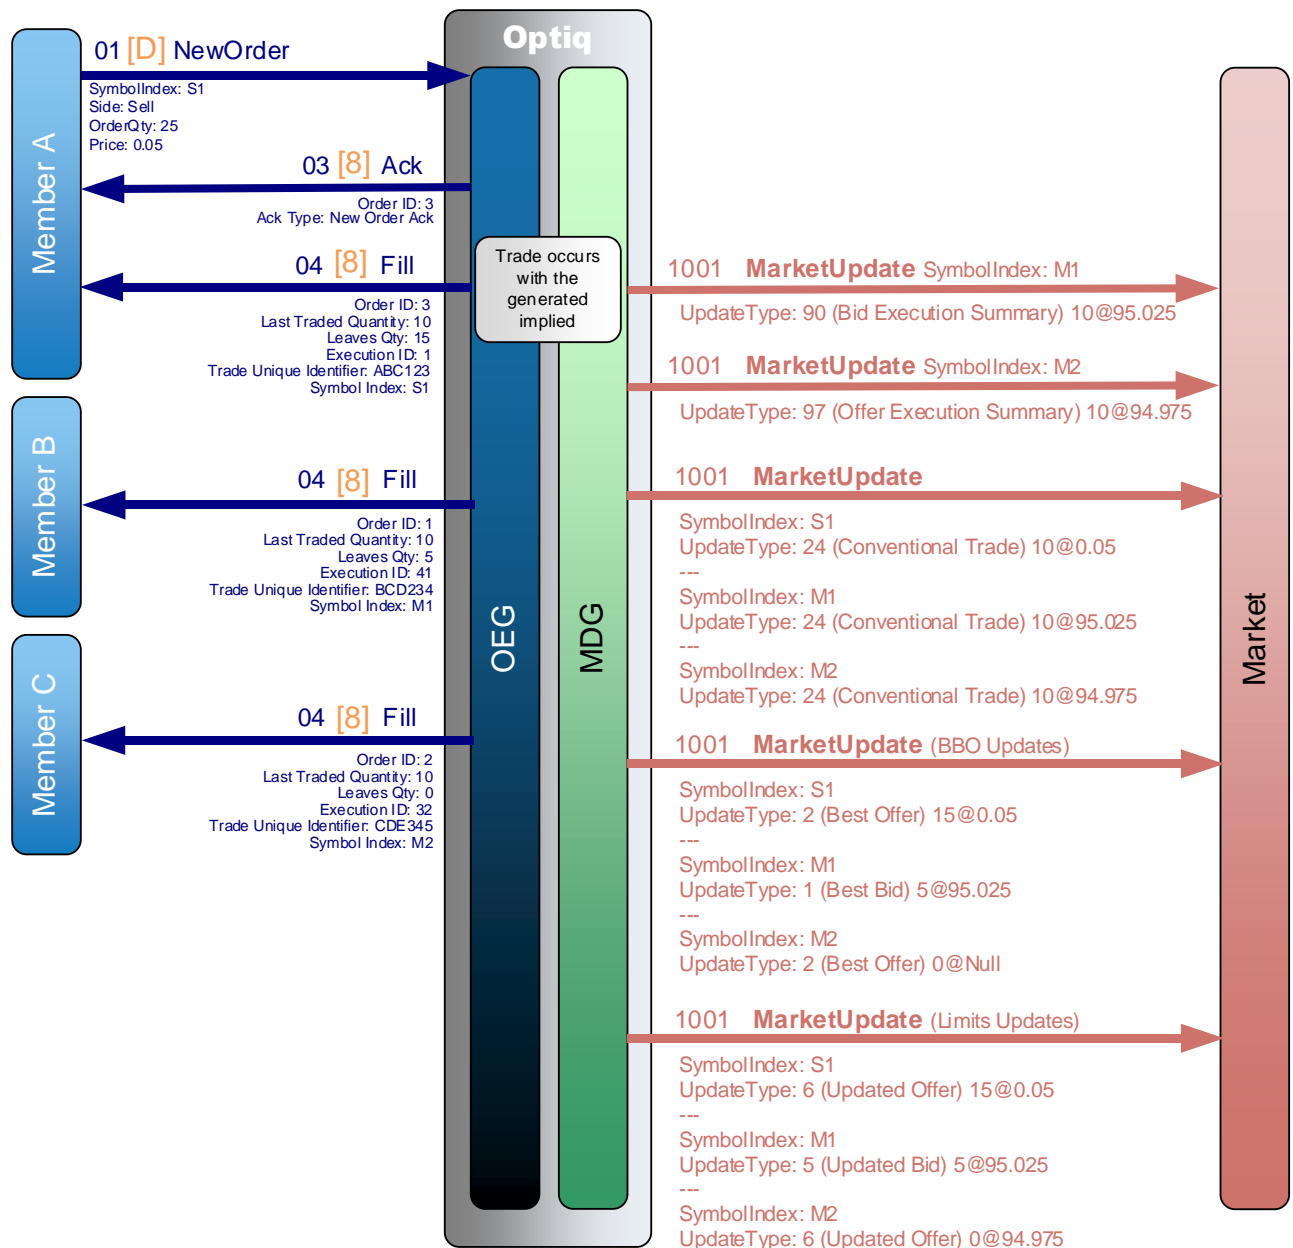 Optiq
01 [D] NewOrder
SymbolIndex: S1
Side: Sell
OrderQty: 25
Price: 0.05
Member A
03 [8] Ack
Order ID: 3
Ack Type: New Order Ack
04 [8] Fill
Order ID: 3
Last Traded Quantity: 10
Leaves Qty: 15
Execution ID: 1
Trade Unique Identifier: ABC123
Symbol Index: S1
Member B
04 [8] Fill
Order ID: 1
Last Traded Quantity: 10
Leaves Qty: 5
Execution ID: 41
Trade Unique Identifier: BCD234
Symbol Index: M1
Member C
04 [8] Fill
Order ID: 2
Last Traded Quantity: 10
Leaves Qty: 0
Execution ID: 32
Trade Unique Identifier: CDE345
Symbol Index: M2
OEG
MDG
Trade occurs
with the
generated
implied
1001 MarketUpdate SymbolIndex: M1
UpdateType: 90 (Bid Execution Summary) 10@95.025
1001 MarketUpdate SymbolIndex: M2
UpdateType: 97 (Offer Execution Summary) 10@94.975
1001 MarketUpdate
SymbolIndex: S1
UpdateType: 24 (Conventional Trade) 10@0.05
---
SymbolIndex: M1
UpdateType: 24 (Conventional Trade) 10@95.025
---
SymbolIndex: M2
UpdateType: 24 (Conventional Trade) 10@94.975
1001 MarketUpdate (BBO Updates)
SymbolIndex: S1
UpdateType: 2 (Best Offer) 15@0.05
---
SymbolIndex: M1
UpdateType: 1 (Best Bid) 5@95.025
---
SymbolIndex: M2
UpdateType: 2 (Best Offer) 0@Null
1001 MarketUpdate (Limits Updates)
SymbolIndex: S1
UpdateType: 6 (Updated Offer) 15@0.05
---
SymbolIndex: M1
UpdateType: 5 (Updated Bid) 5@95.025
---
SymbolIndex: M2
UpdateType: 6 (Updated Offer) 0@94.975
Market